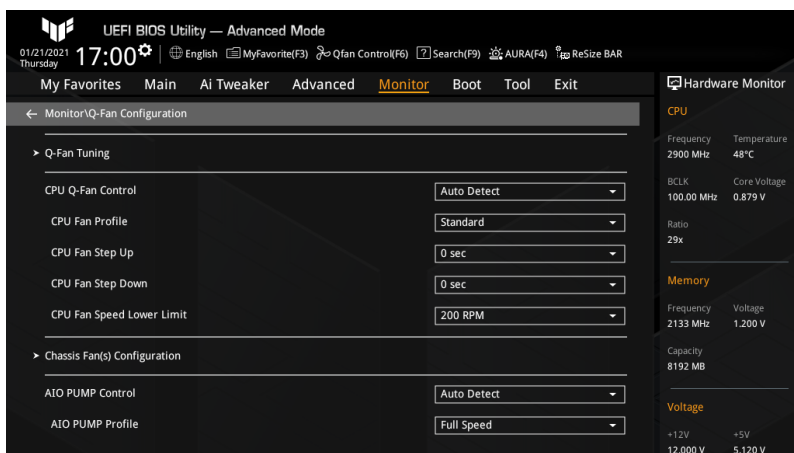 UEFI BIOS Utility — Advanced Mode
01/21/2021 Thursday 17:00 English MyFavorite(F3) Qfan Control(F6) ? Search(F9) AURA(F4) ReSize BAR
My Favorites Main Ai Tweaker Advanced Monitor Boot Tool Exit
Hardware Monitor
← Monitor\Q-Fan Configuration
> Q-Fan Tuning
CPU Q-Fan Control Auto Detect
CPU Fan Profile Standard
CPU Fan Step Up 0 sec
CPU Fan Step Down 0 sec
CPU Fan Speed Lower Limit 200 RPM
> Chassis Fan(s) Configuration
AIO PUMP Control Auto Detect
AIO PUMP Profile Full Speed
CPU
Frequency Temperature
2900 MHz 48°C
BCLK Core Voltage
100.00 MHz 0.879 V
Ratio
29x
Memory
Frequency Voltage
2133 MHz 1.200 V
Capacity
8192 MB
Voltage
+12V +5V
12.000 V 5.120 V